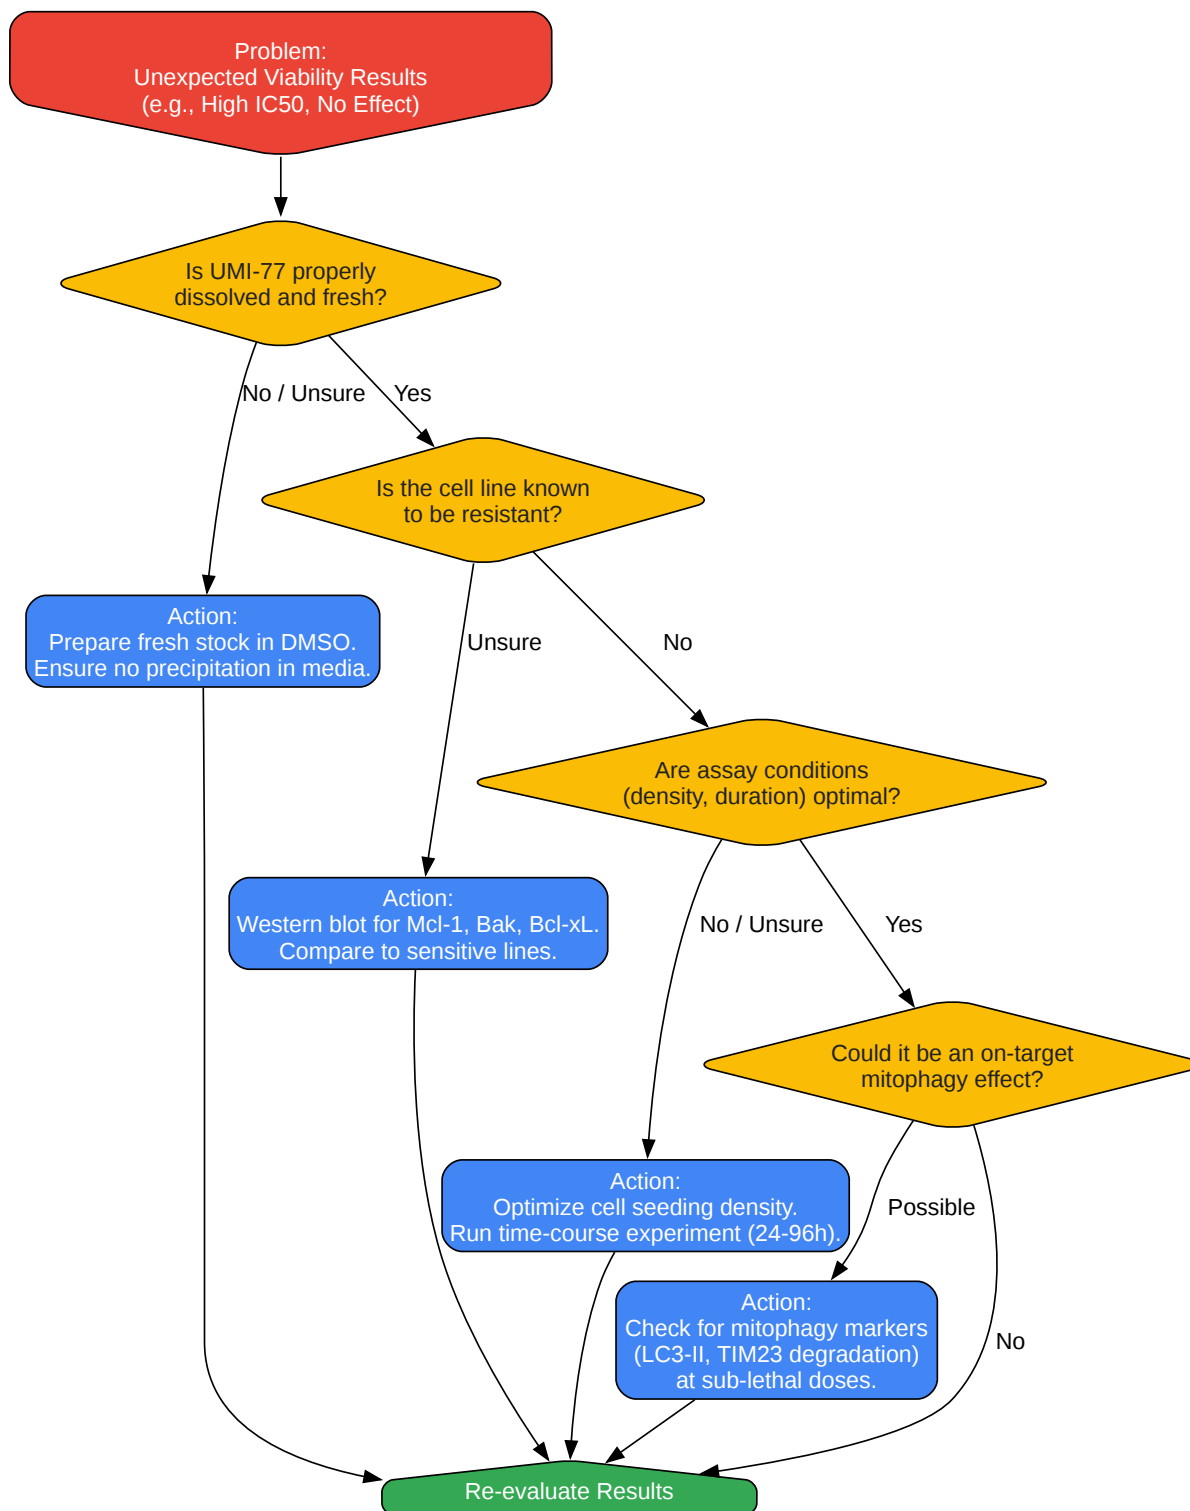 Problem:
Unexpected Viability Results
(e.g., High IC50, No Effect)
Is UMI-77 properly
dissolved and fresh?
No / Unsure
Yes
Is the cell line known
to be resistant?
Action:
Prepare fresh stock in DMSO.
Ensure no precipitation in media.
Unsure
No
Are assay conditions
(density, duration) optimal?
Action:
Western blot for Mcl-1, Bak, Bcl-xL.
Compare to sensitive lines.
No / Unsure
Yes
Could it be an on-target
mitophagy effect?
Action:
Optimize cell seeding density.
Run time-course experiment (24-96h).
Possible
Action:
Check for mitophagy markers
(LC3-II, TIM23 degradation)
at sub-lethal doses.
No
Re-evaluate Results